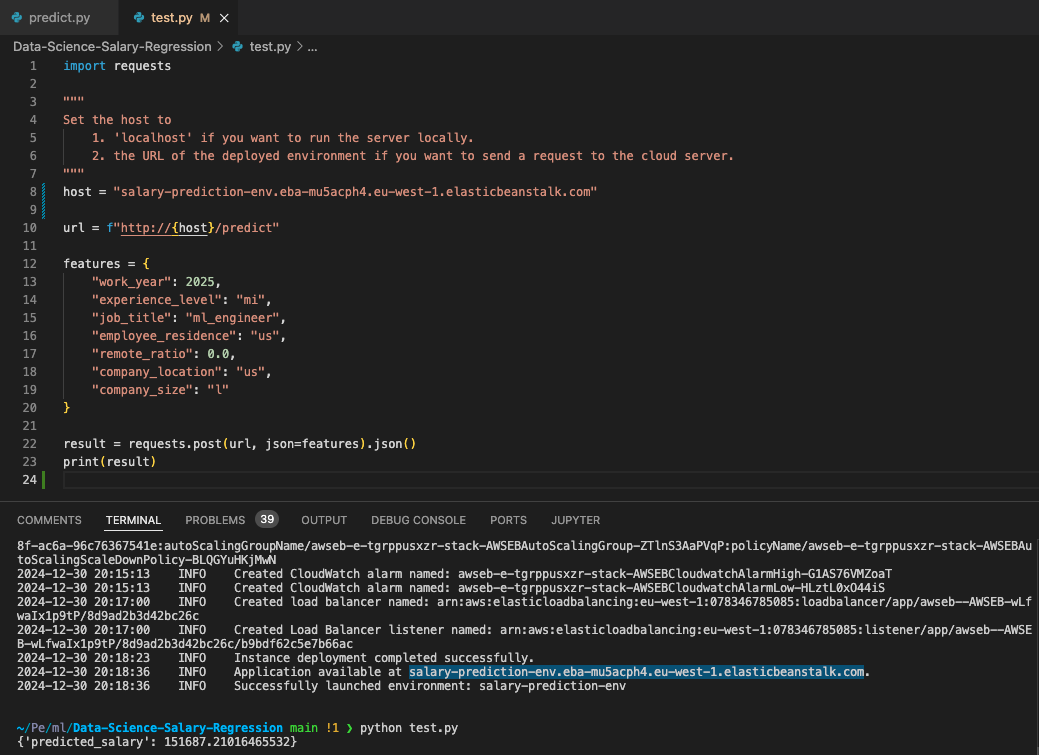 predict.py
test.py M ×
Data-Science-Salary-Regression > test.py > ...
1 import requests
2
3 """
4 Set the host to
5     1. 'localhost' if you want to run the server locally.
6     2. the URL of the deployed environment if you want to send a request to the cloud server.
7 """
8 host = "salary-prediction-env.eba-mu5acph4.eu-west-1.elasticbeanstalk.com"
9
10 url = f"http://{host}/predict"
11
12 features = {
13     "work_year": 2025,
14     "experience_level": "mi",
15     "job_title": "ml_engineer",
16     "employee_residence": "us",
17     "remote_ratio": 0.0,
18     "company_location": "us",
19     "company_size": "l"
20 }
21
22 result = requests.post(url, json=features).json()
23 print(result)
24
COMMENTS TERMINAL PROBLEMS 39 OUTPUT DEBUG CONSOLE PORTS JUPYTER
8f-ac6a-96c76367541e:autoScalingGroupName/awseb-e-tgrppusxzr-stack-AWSEBAutoScalingGroup-ZTlnS3AaPVqP:policyName/awseb-e-tgrppusxzr-stack-AWSEBAu
toScalingScaleDownPolicy-BLQGYuHKjMwN
2024-12-30 20:15:13    INFO    Created CloudWatch alarm named: awseb-e-tgrppusxzr-stack-AWSEBCloudwatchAlarmHigh-G1AS76VMZoaT
2024-12-30 20:15:13    INFO    Created CloudWatch alarm named: awseb-e-tgrppusxzr-stack-AWSEBCloudwatchAlarmLow-HLztL0xO44iS
2024-12-30 20:17:00    INFO    Created load balancer named: arn:aws:elasticloadbalancing:eu-west-1:078346785085:loadbalancer/app/awseb--AWSEB-wLf
waIx1p9tP/8d9ad2b3d42bc26c
2024-12-30 20:17:00    INFO    Created Load Balancer listener named: arn:aws:elasticloadbalancing:eu-west-1:078346785085:listener/app/awseb--AWSE
B-wLfwaIx1p9tP/8d9ad2b3d42bc26c/b9bdf62c5e7b66ac
2024-12-30 20:18:23    INFO    Instance deployment completed successfully.
2024-12-30 20:18:36    INFO    Application available at salary-prediction-env.eba-mu5acph4.eu-west-1.elasticbeanstalk.com.
2024-12-30 20:18:36    INFO    Successfully launched environment: salary-prediction-env
~/Pe/ml/Data-Science-Salary-Regression main !1 ❯ python test.py
{'predicted_salary': 151687.21016465532}